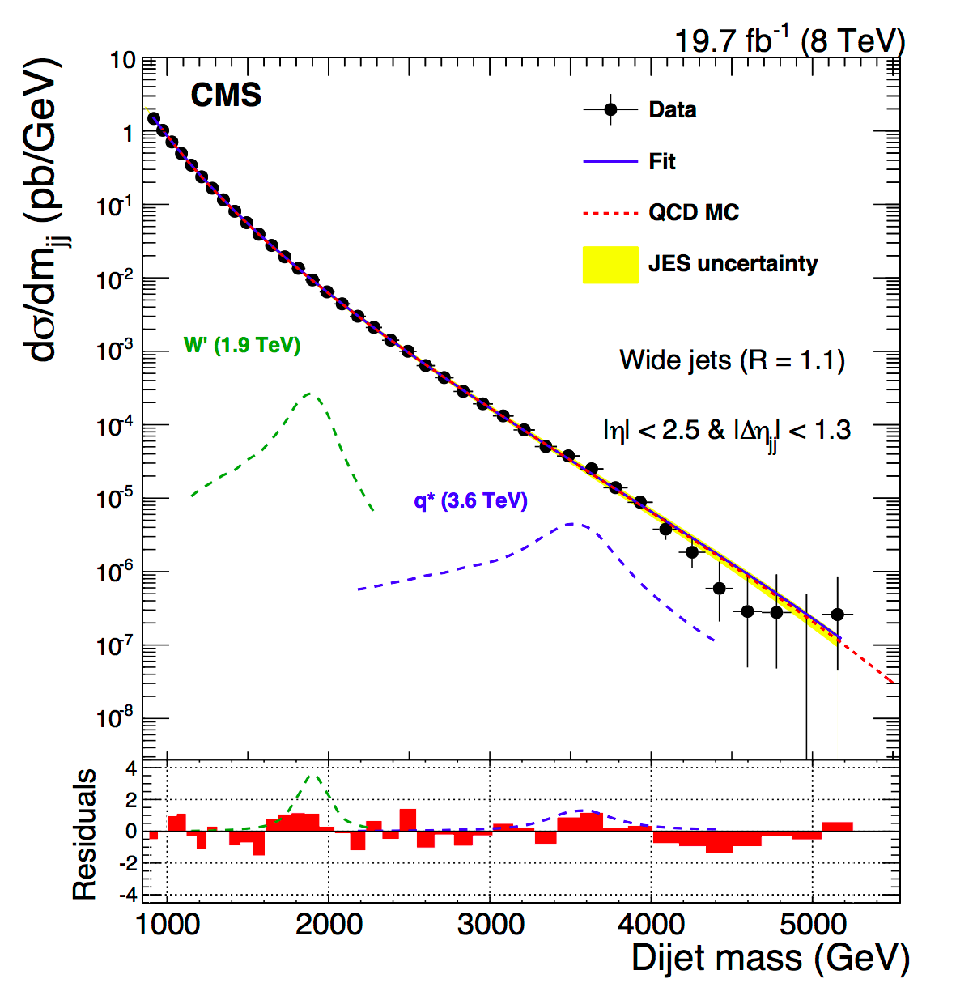 19.7 fb⁻¹ (8 TeV)
CMS
Data
Fit
QCD MC
JES uncertainty
Wide jets (R = 1.1)
|η| < 2.5 & |Δη_jj| < 1.3
W' (1.9 TeV)
q* (3.6 TeV)
dσ/dm_jj (pb/GeV)
10
1
10⁻¹
10⁻²
10⁻³
10⁻⁴
10⁻⁵
10⁻⁶
10⁻⁷
10⁻⁸
Residuals
4
2
0
-2
-4
1000 2000 3000 4000 5000
Dijet mass (GeV)